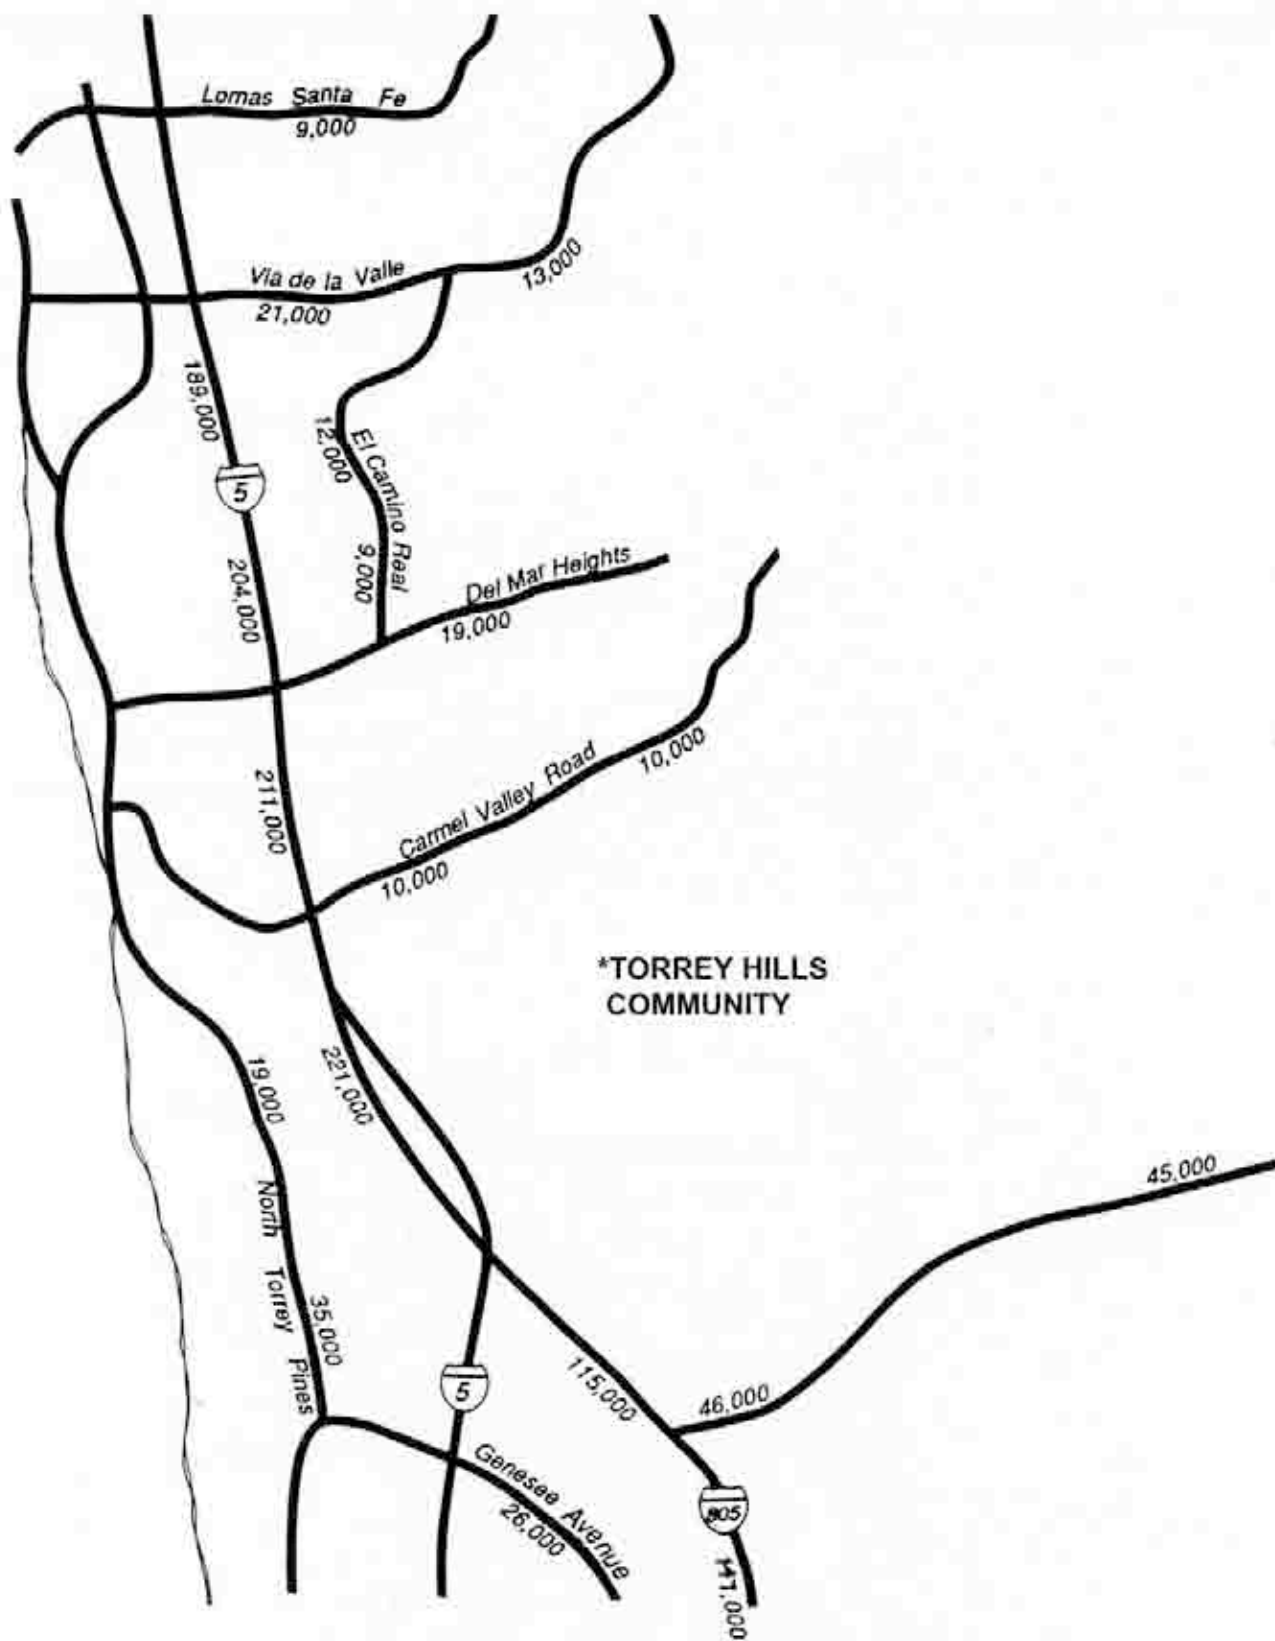 Lomas Santa Fe
9,000
Via de la Valle
21,000
13,000
189,000
12,000
El Camino Real
5
204,000
9,000
Del Mar Heights
19,000
211,000
Carmel Valley Road
10,000
10,000
*TORREY HILLS
COMMUNITY
221,000
19,000
North Torrey Pines
35,000
45,000
115,000
46,000
5
Genesee Avenue
26,000
805